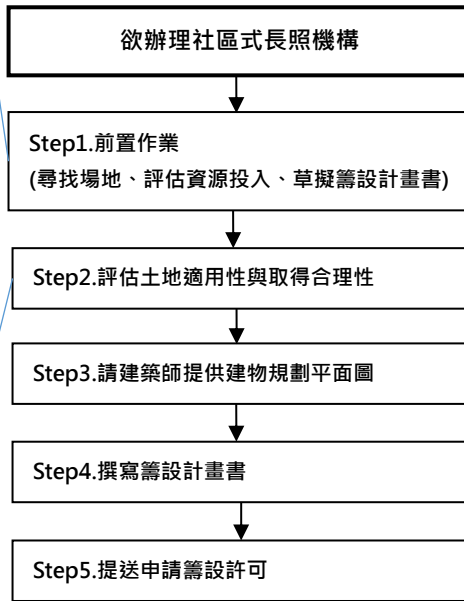 欲辦理社區式長照機構
Step1.前置作業
(尋找場地、評估資源投入、草擬籌設計畫書)
Step2.評估土地適用性與取得合理性
Step3.請建築師提供建物規劃平面圖
Step4.撰寫籌設計畫書
Step5.提送申請籌設許可